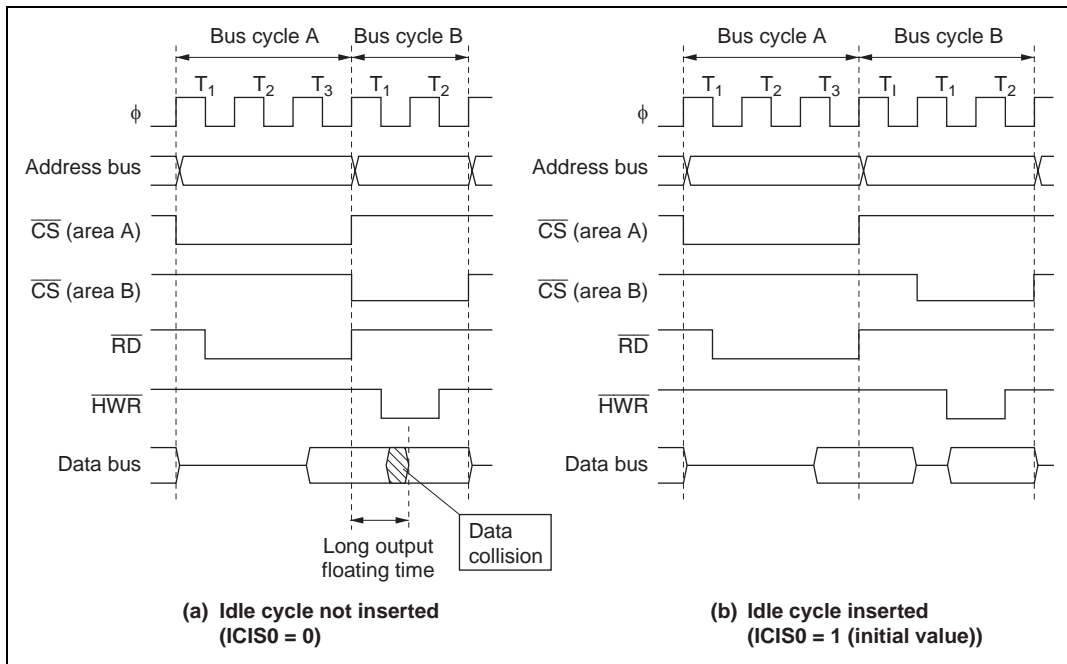 Bus cycle A
Bus cycle B
T1 T2 T3 T1 T2
φ
Address bus
CS (area A)
CS (area B)
RD
HWR
Data bus
Long output
floating time
Data
collision
(a) Idle cycle not inserted
(ICIS0 = 0)
Bus cycle A
Bus cycle B
T1 T2 T3 TI T1 T2
φ
Address bus
CS (area A)
CS (area B)
RD
HWR
Data bus
(b) Idle cycle inserted
(ICIS0 = 1 (initial value))